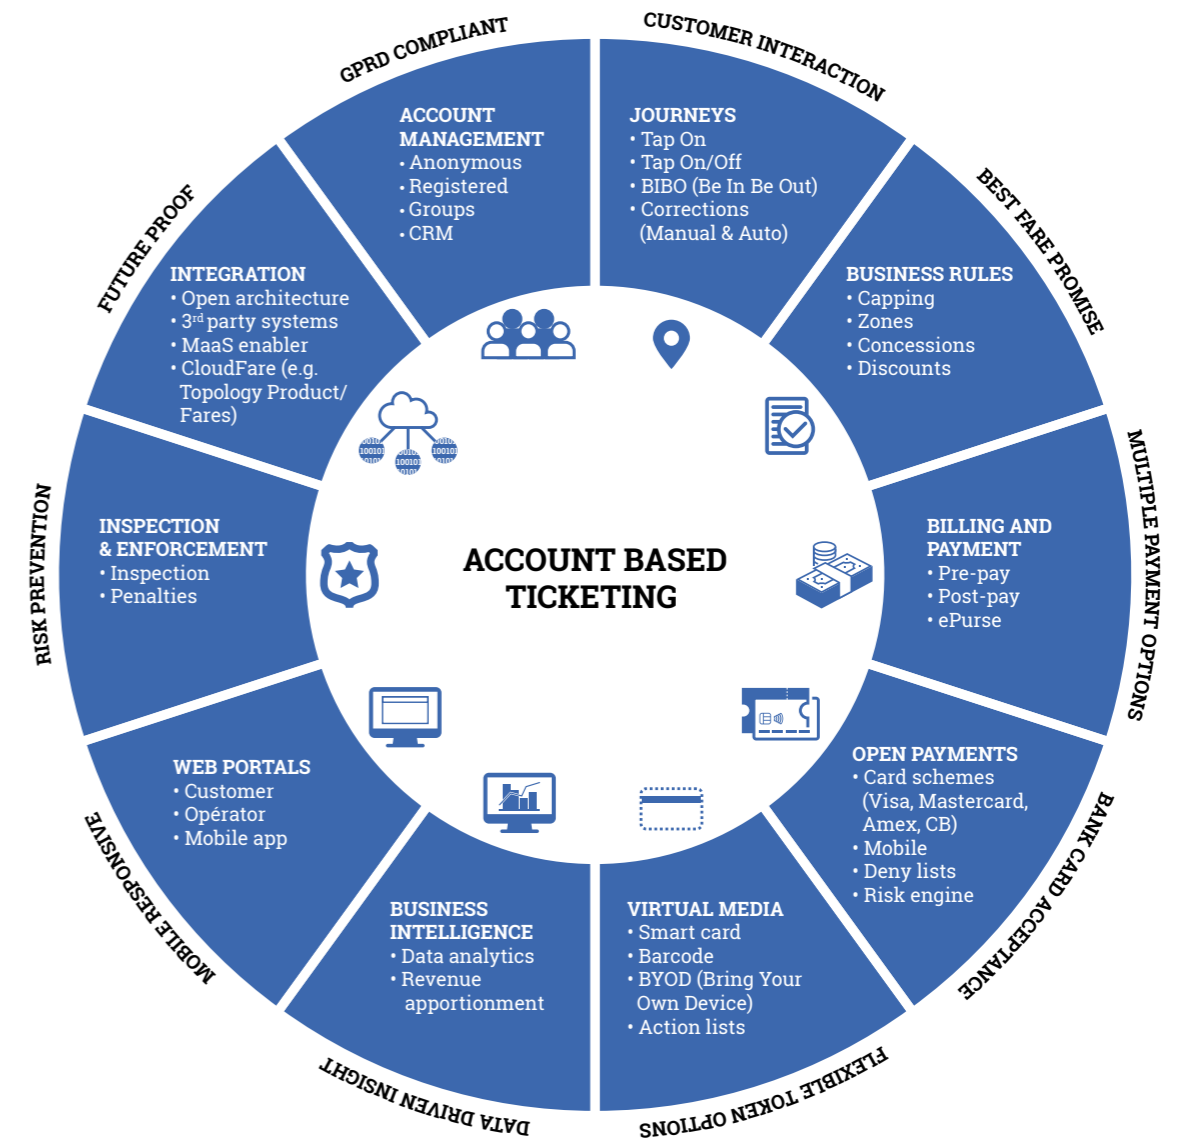 ACCOUNT BASED
TICKETING
CUSTOMER INTERACTION
JOURNEYS
• Tap On
• Tap On/Off
• BIBO (Be In Be Out)
• Corrections
(Manual & Auto)
BEST FARE PROMISE
BUSINESS RULES
• Capping
• Zones
• Concessions
• Discounts
MULTIPLE PAYMENT OPTIONS
BILLING AND
PAYMENT
• Pre-pay
• Post-pay
• ePurse
BANK CARD ACCEPTANCE
OPEN PAYMENTS
• Card schemes
(Visa, Mastercard,
Amex, CB)
• Mobile
• Deny lists
• Risk engine
FLEXIBLE TOKEN OPTIONS
VIRTUAL MEDIA
• Smart card
• Barcode
• BYOD (Bring Your
Own Device)
• Action lists
DATA DRIVEN INSIGHT
BUSINESS
INTELLIGENCE
• Data analytics
• Revenue
apportionment
MOBILE RESPONSIVE
WEB PORTALS
• Customer
• Opérator
• Mobile app
RISK PREVENTION
INSPECTION
& ENFORCEMENT
• Inspection
• Penalties
FUTURE PROOF
INTEGRATION
• Open architecture
• 3rd party systems
• MaaS enabler
• CloudFare (e.g.
Topology Product/
Fares)
GPRD COMPLIANT
ACCOUNT
MANAGEMENT
• Anonymous
• Registered
• Groups
• CRM
100101
100101
100101